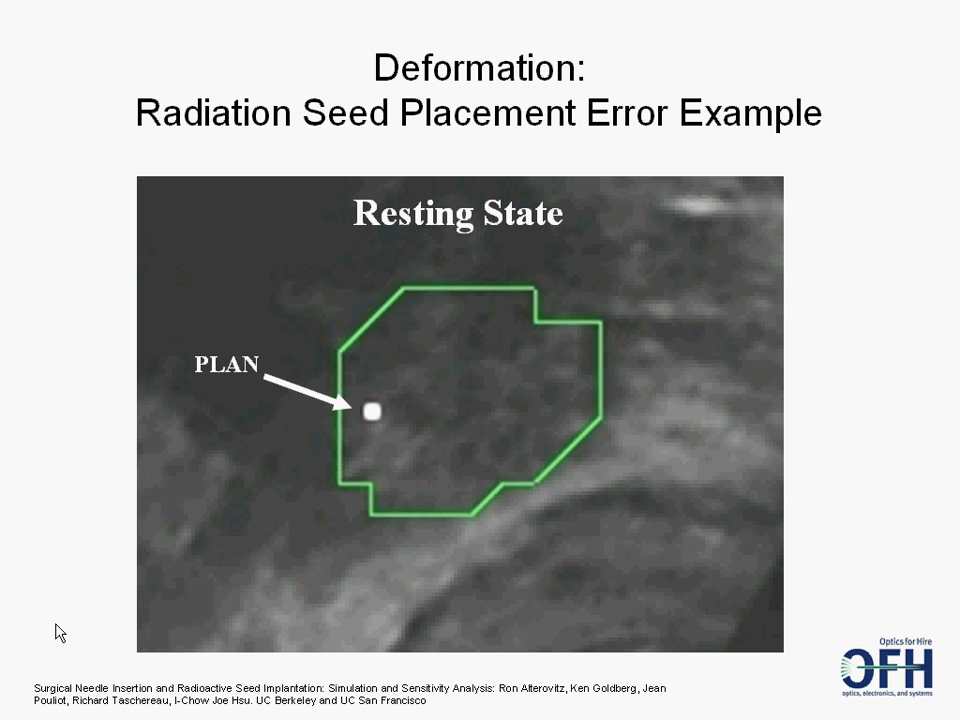 Deformation:
Radiation Seed Placement Error Example
Resting State
PLAN
Optics for Hire
OFH
optics, electronics, and systems
Surgical Needle Insertion and Radioactive Seed Implantation: Simulation and Sensitivity Analysis: Ron Alterovitz, Ken Goldberg, Jean
Pouliot, Richard Taschereau, I-Chow Joe Hsu. UC Berkeley and UC San Francisco